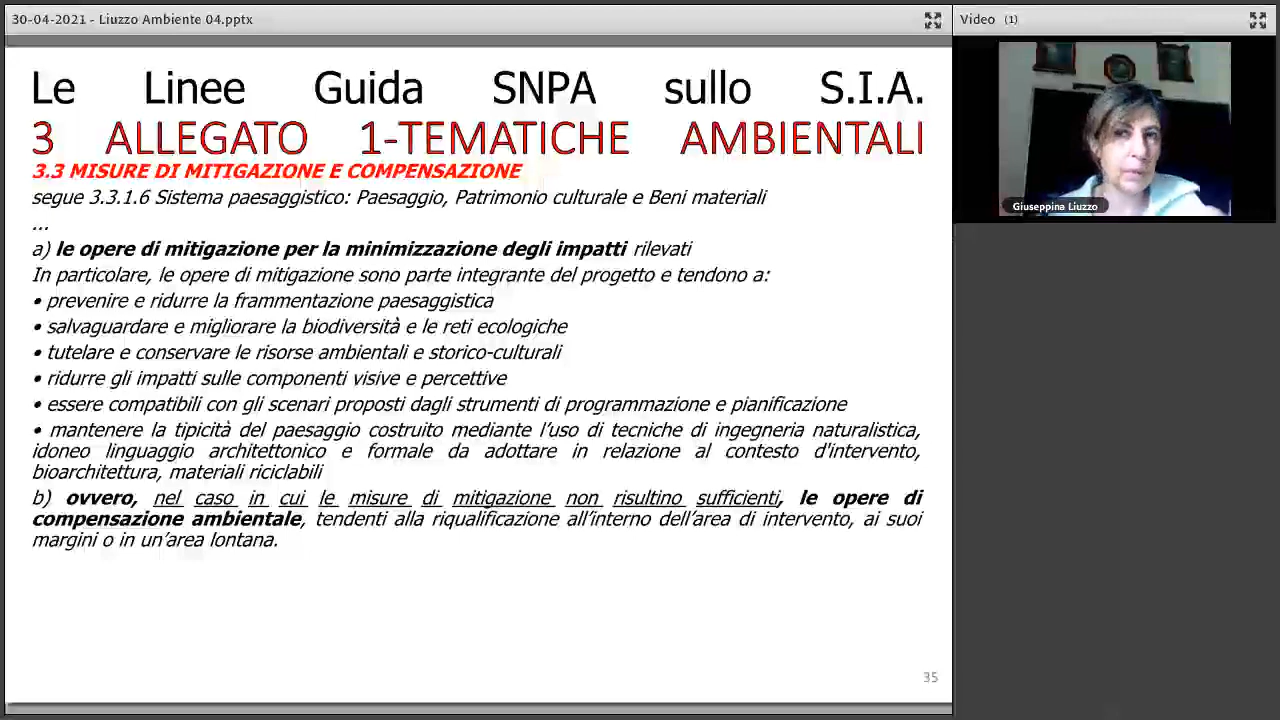 30-04-2021 - Liuzzo Ambiente 04.pptx
Video (1)
Le Linee Guida SNPA sullo S.I.A.
3 ALLEGATO 1-TEMATICHE AMBIENTALI
3.3 MISURE DI MITIGAZIONE E COMPENSAZIONE
segue 3.3.1.6 Sistema paesaggistico: Paesaggio, Patrimonio culturale e Beni materiali
...
a) le opere di mitigazione per la minimizzazione degli impatti rilevati
In particolare, le opere di mitigazione sono parte integrante del progetto e tendono a:
• prevenire e ridurre la frammentazione paesaggistica
• salvaguardare e migliorare la biodiversità e le reti ecologiche
• tutelare e conservare le risorse ambientali e storico-culturali
• ridurre gli impatti sulle componenti visive e percettive
• essere compatibili con gli scenari proposti dagli strumenti di programmazione e pianificazione
• mantenere la tipicità del paesaggio costruito mediante l'uso di tecniche di ingegneria naturalistica,
idoneo linguaggio architettonico e formale da adottare in relazione al contesto d'intervento,
bioarchitettura, materiali riciclabili
b) ovvero, nel caso in cui le misure di mitigazione non risultino sufficienti, le opere di
compensazione ambientale, tendenti alla riqualificazione all'interno dell'area di intervento, ai suoi
margini o in un'area lontana.
35
Giuseppina Liuzzo